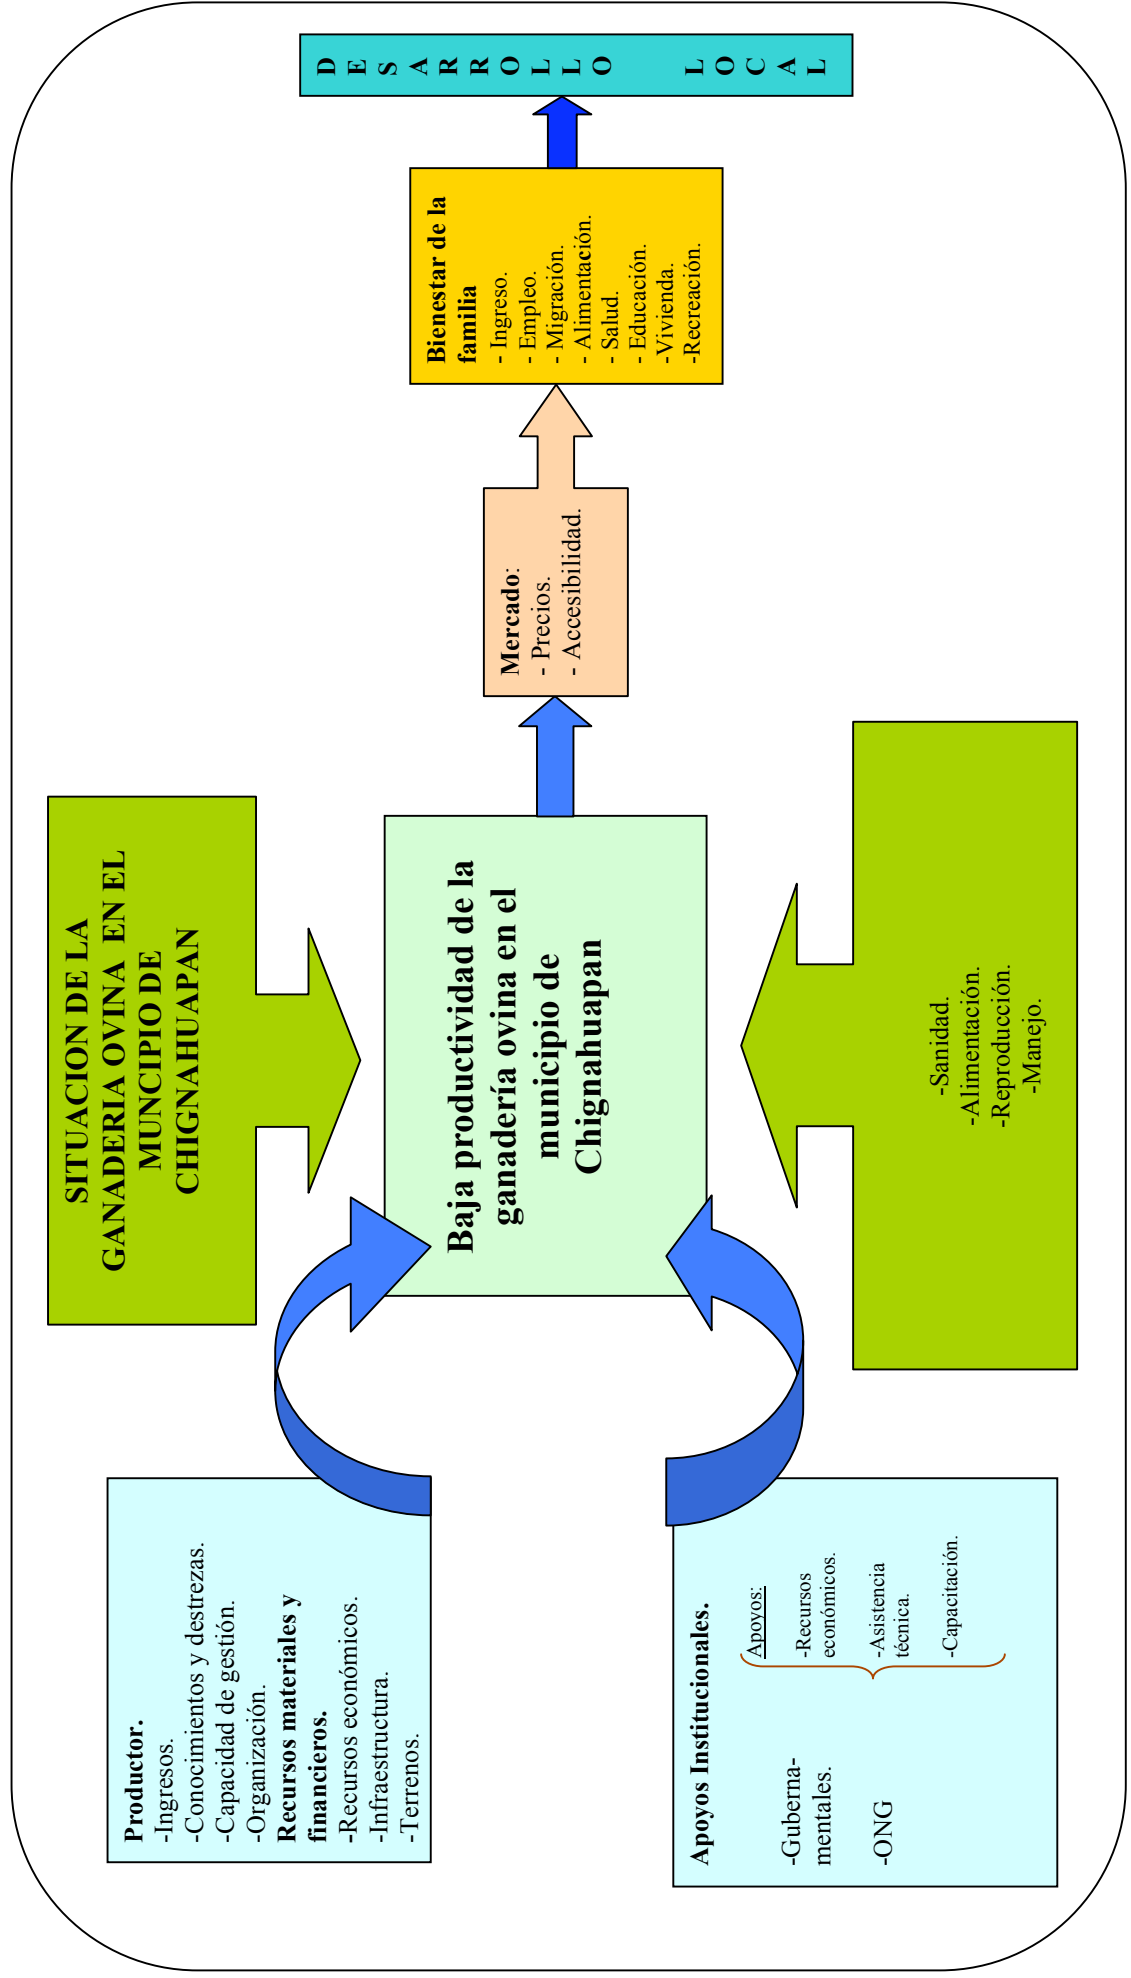 SITUACION DE LA
GANADERIA OVINA EN EL
MUNCIPIO DE
CHIGNAHUAPAN
Productor.
-Ingresos.
-Conocimientos y destrezas.
-Capacidad de gestión.
-Organización.
Recursos materiales y
financieros.
-Recursos económicos.
-Infraestructura.
-Terrenos.
Baja productividad de la
ganadería ovina en el
municipio de
Chignahuapan
Mercado:
- Precios.
- Accesibilidad.
Bienestar de la
familia
- Ingreso.
- Empleo.
- Migración.
- Alimentación.
- Salud.
- Educación.
-Vivienda.
-Recreación.
DESARROLLO LOCAL
Apoyos Institucionales.
-Guberna-
mentales.
-ONG
Apoyos:
-Recursos
económicos.
-Asistencia
técnica.
-Capacitación.
-Sanidad.
-Alimentación.
-Reproducción.
-Manejo.